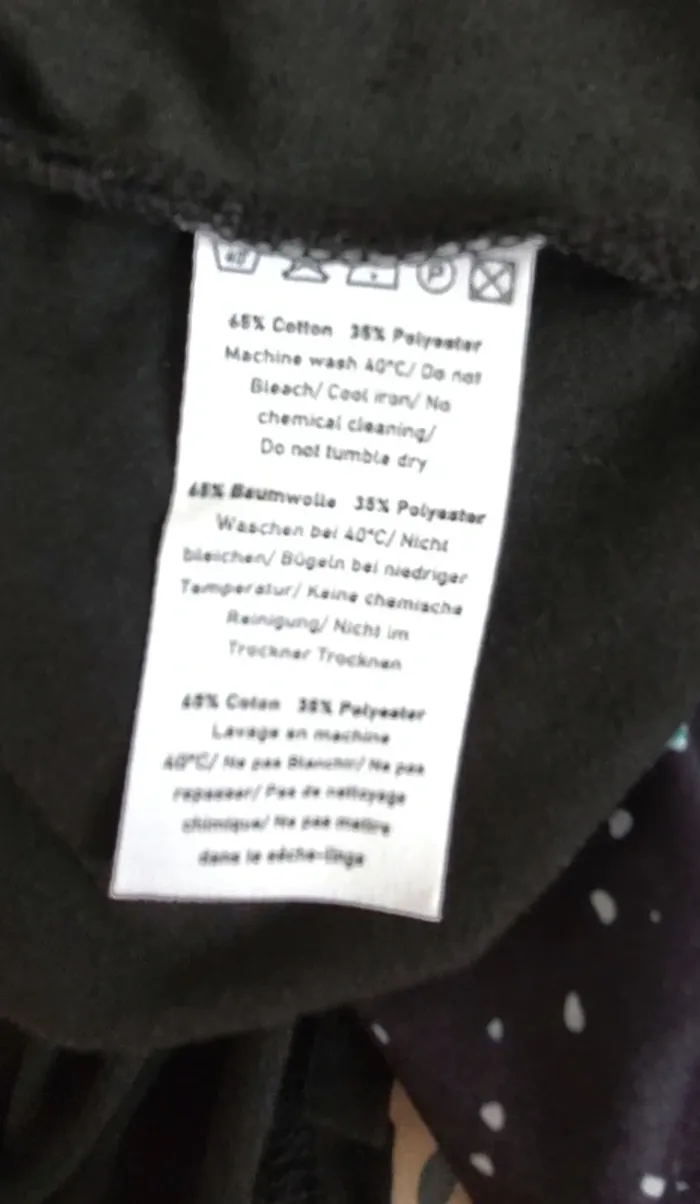 40
P
65% Cotton 35% Polyester
Machine wash 40°C/ Do not
Bleach/ Cool iron/ No
chemical cleaning/
Do not tumble dry
65% Baumwolle 35% Polyester
Waschen bei 40°C/ Nicht
bleichen/ Bügeln bei niedriger
Temperatur/ Keine chemische
Reinigung/ Nicht im
Trockner Trocknen
65% Coton 35% Polyester
Lavage en machine
40°C/ Ne pas Blanchir/ Ne pas
repasser/ Pas de nettoyage
chimique/ Ne pas mettre
dans le sèche-linge